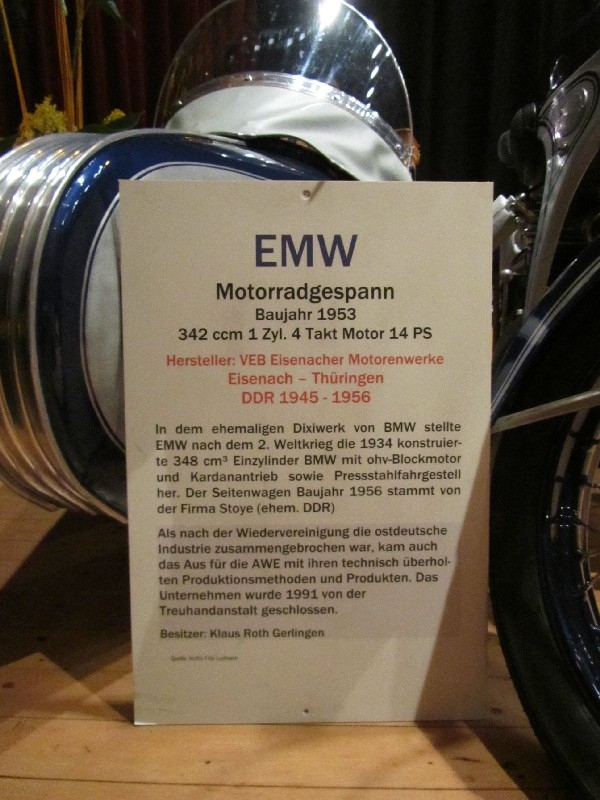 EMW
Motorradgespann
Baujahr 1953
342 ccm 1 Zyl. 4 Takt Motor 14 PS
Hersteller: VEB Eisenacher Motorenwerke
Eisenach – Thüringen
DDR 1945 - 1956
In dem ehemaligen Dixiwerk von BMW stellte
EMW nach dem 2. Weltkrieg die 1934 konstruier-
te 348 cm³ Einzylinder BMW mit ohv-Blockmotor
und Kardanantrieb sowie Pressstahlfahrgestell
her. Der Seitenwagen Baujahr 1956 stammt von
der Firma Stoye (ehem. DDR)
Als nach der Wiedervereinigung die ostdeutsche
Industrie zusammengebrochen war, kam auch
das Aus für die AWE mit ihren technisch überhol-
ten Produktionsmethoden und Produkten. Das
Unternehmen wurde 1991 von der
Treuhandanstalt geschlossen.
Besitzer: Klaus Roth Gerlingen